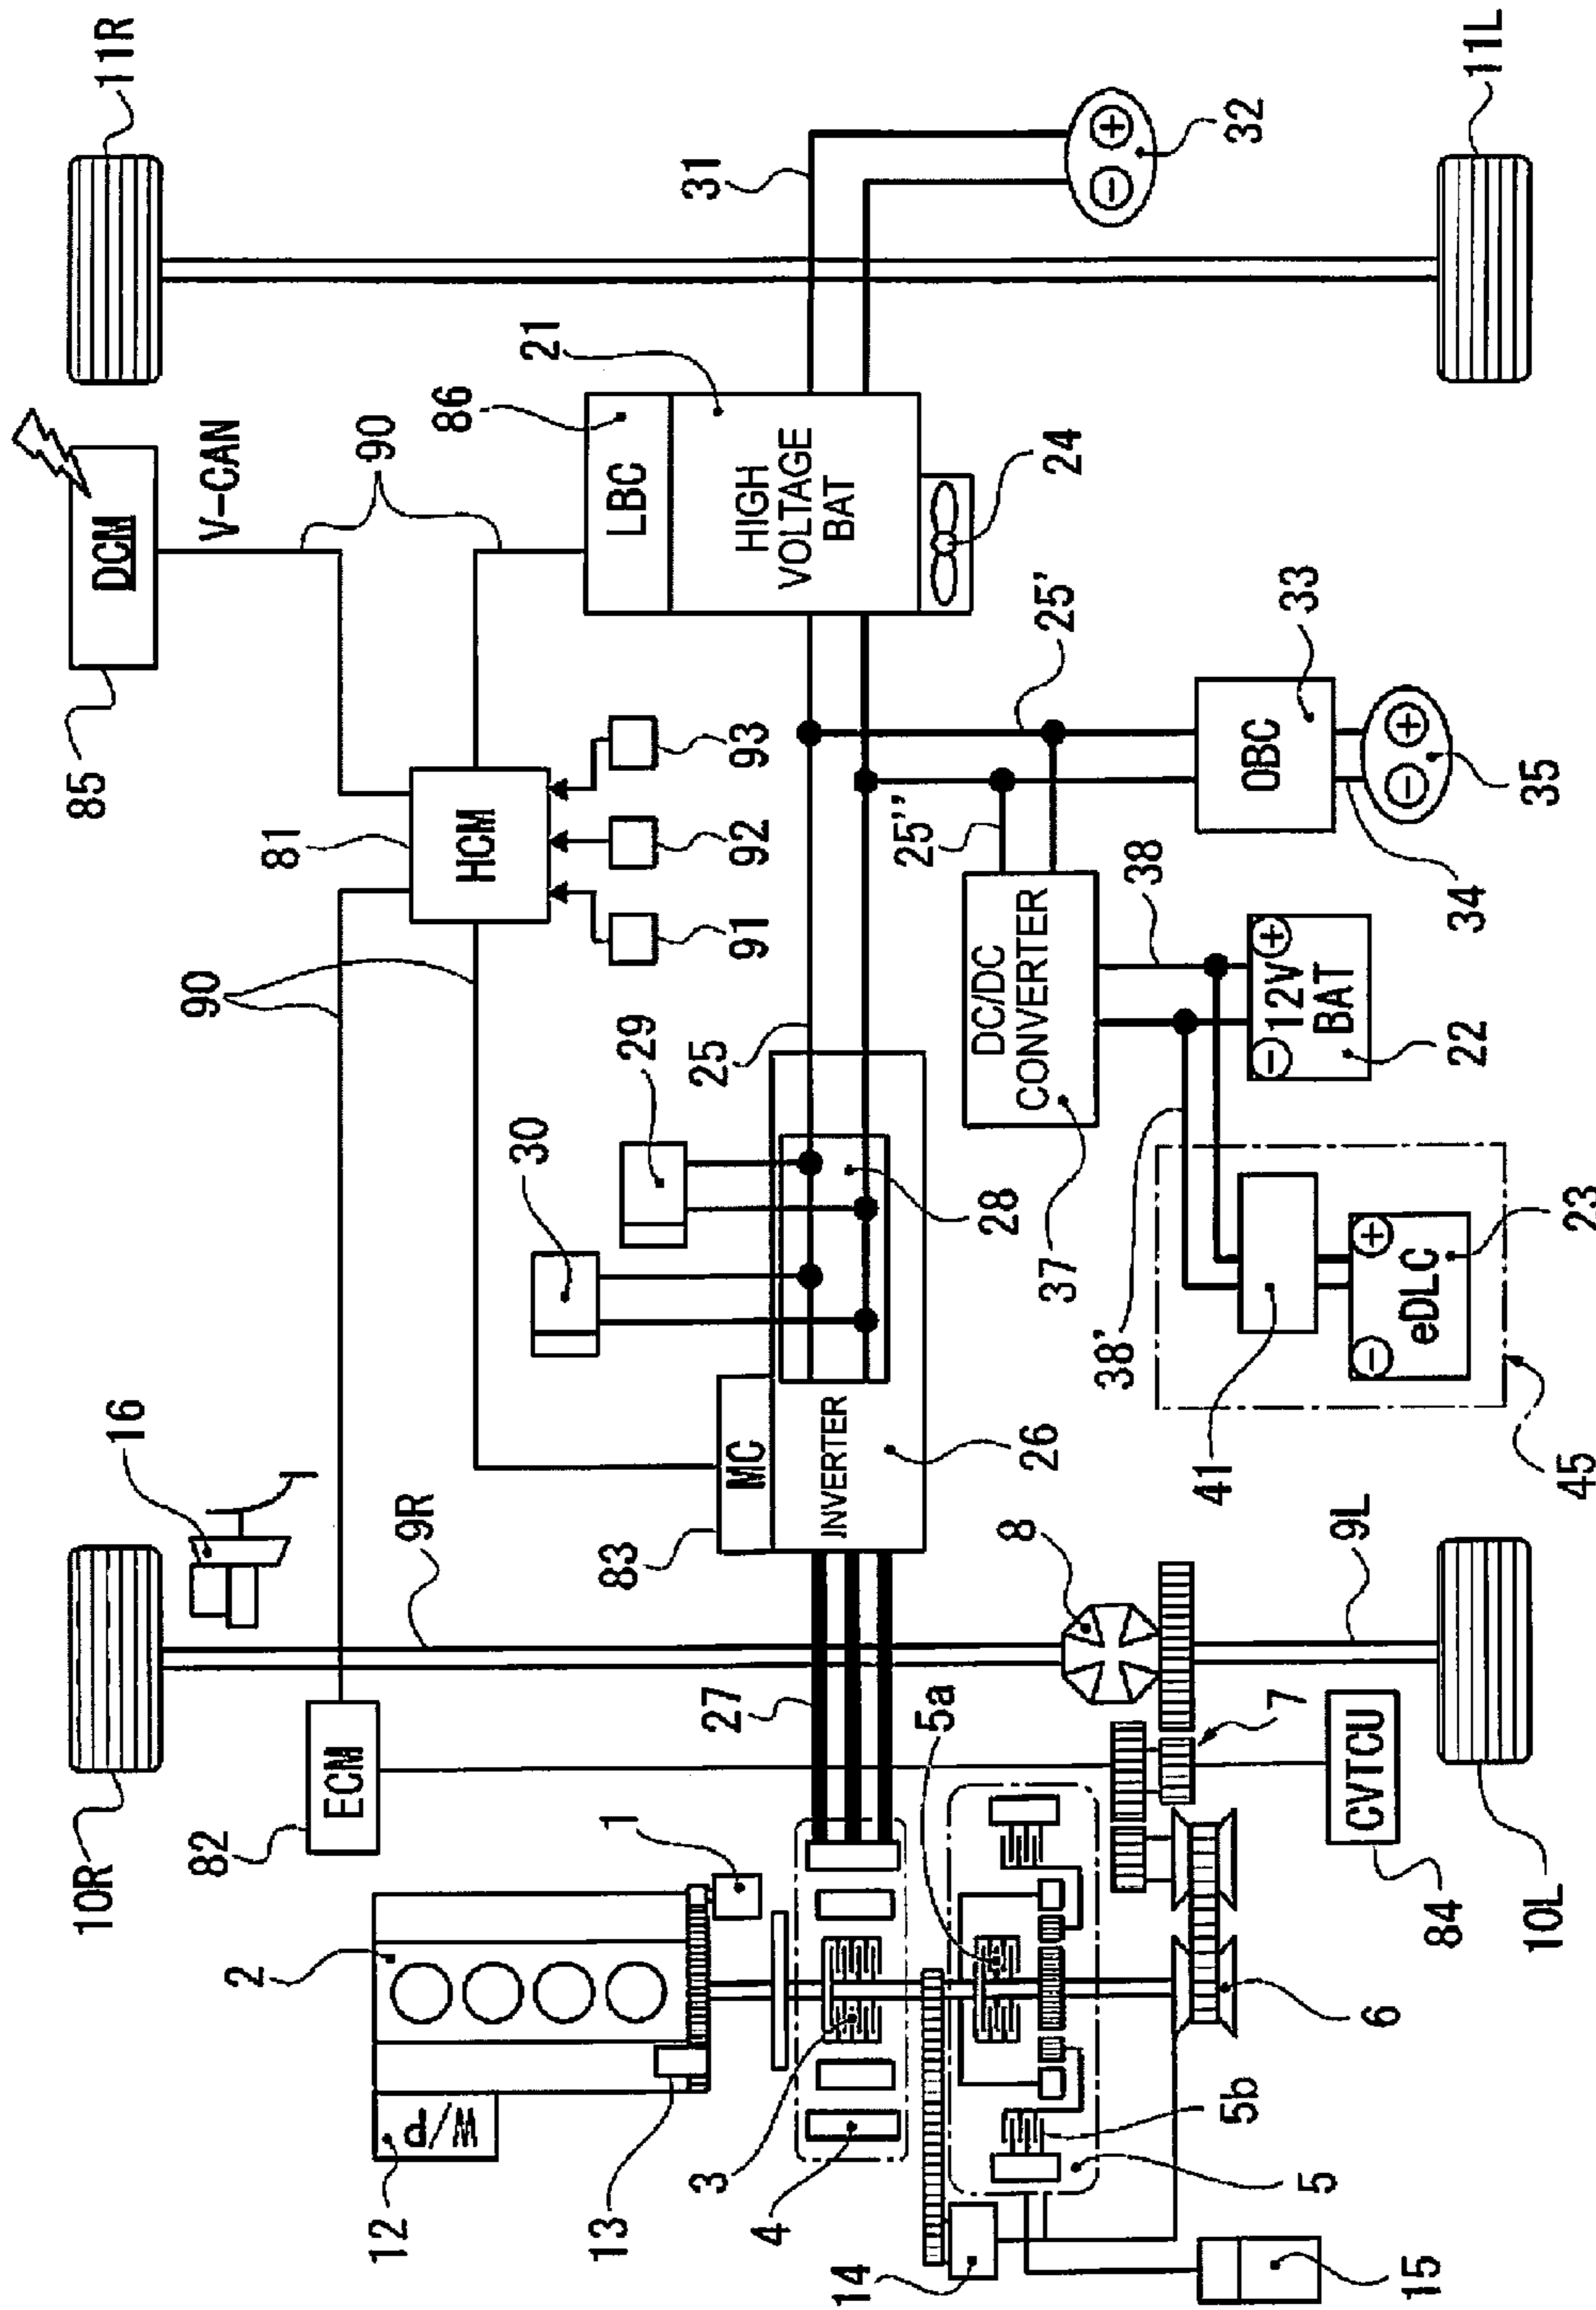 11R
11L
31
32
21
86
LBC
HIGH
VOLTAGE
BAT
24
DCM
V-CAN
90
85
81
HCM
93
92
91
25'
25''
33
OBC
35
34
38
DC/DC
CONVERTER
37
12V
BAT
22
90
25
29
30
28
26
INVERTER
MC
83
38'
41
eDLC
23
45
16
9R
8
9L
10R
82
ECM
27
5a
7
CVTCU
84
10L
1
2
W/P
12
13
3
4
5b
5
6
14
15